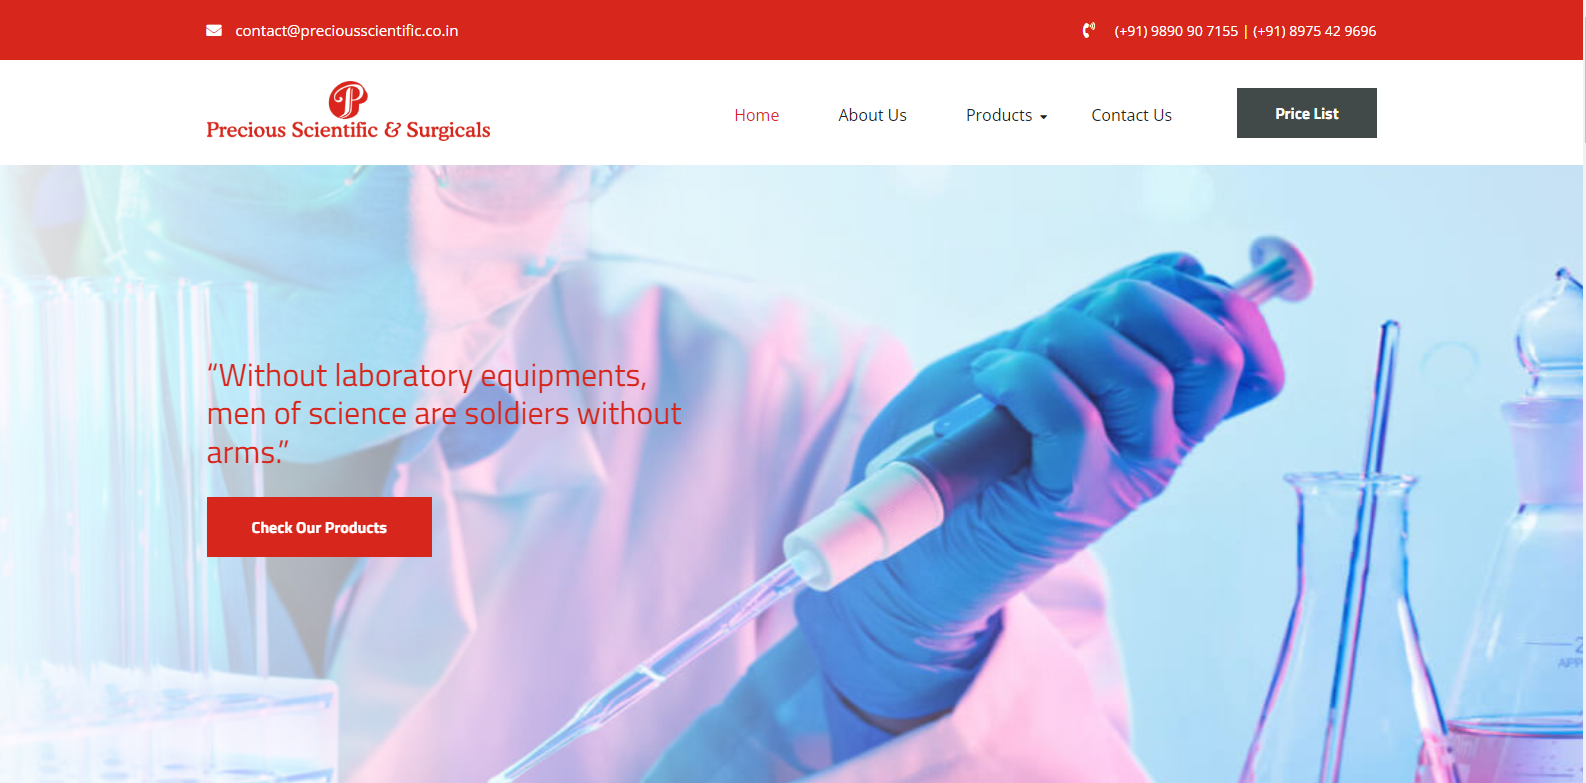 contact@preciousscientific.co.in
(+91) 9890 90 7155 | (+91) 8975 42 9696
P
Precious Scientific & Surgicals
Home
About Us
Products
Contact Us
Price List
“Without laboratory equipments,
men of science are soldiers without
arms.”
Check Our Products